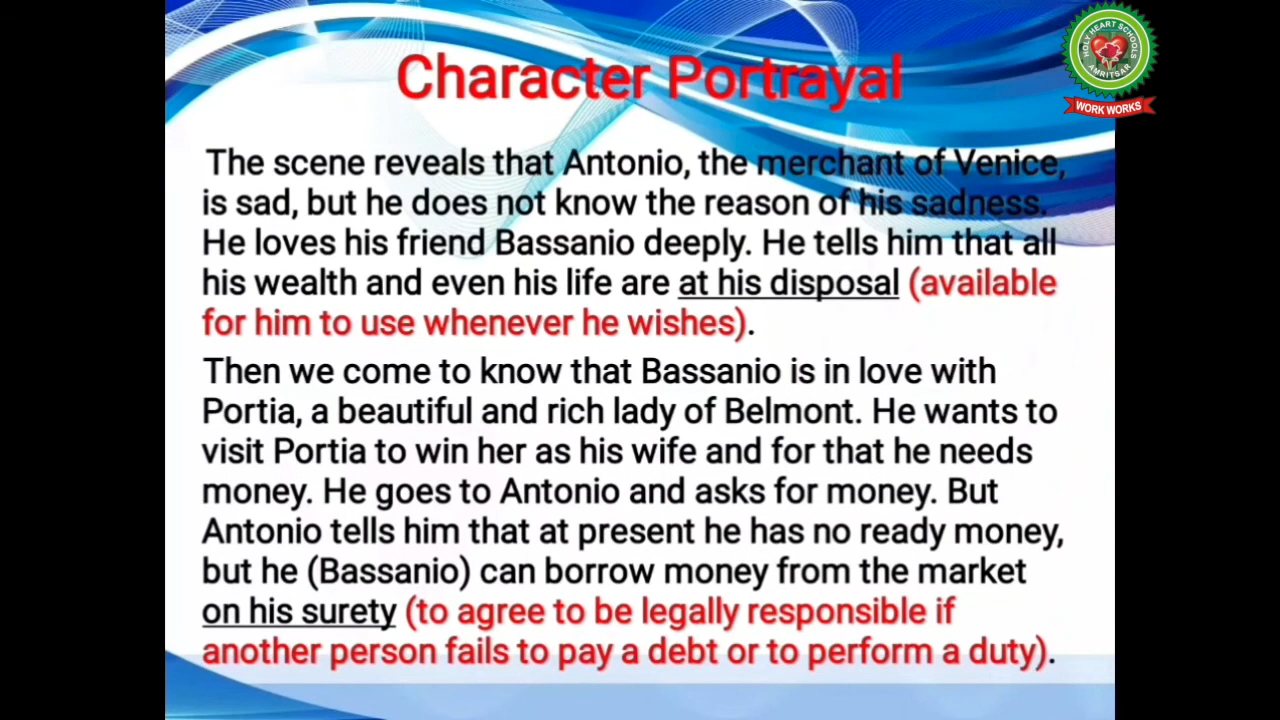 HOLY HEART SCHOOLS
AMRITSAR
WORK WORKS
Character Portrayal
The scene reveals that Antonio, the merchant of Venice,
is sad, but he does not know the reason of his sadness.
He loves his friend Bassanio deeply. He tells him that all
his wealth and even his life are at his disposal (available
for him to use whenever he wishes).
Then we come to know that Bassanio is in love with
Portia, a beautiful and rich lady of Belmont. He wants to
visit Portia to win her as his wife and for that he needs
money. He goes to Antonio and asks for money. But
Antonio tells him that at present he has no ready money,
but he (Bassanio) can borrow money from the market
on his surety (to agree to be legally responsible if
another person fails to pay a debt or to perform a duty).